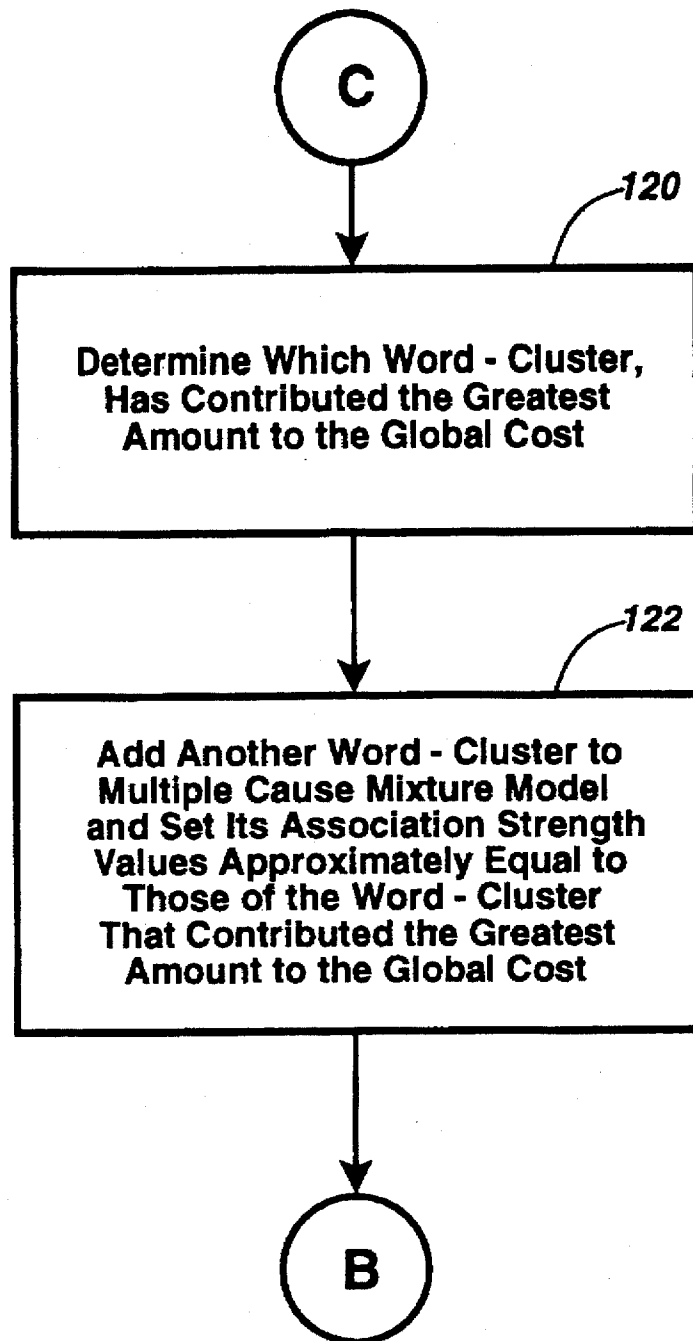 C
120
Determine Which Word - Cluster,
Has Contributed the Greatest
Amount to the Global Cost
122
Add Another Word - Cluster to
Multiple Cause Mixture Model
and Set Its Association Strength
Values Approximately Equal to
Those of the Word - Cluster
That Contributed the Greatest
Amount to the Global Cost
B